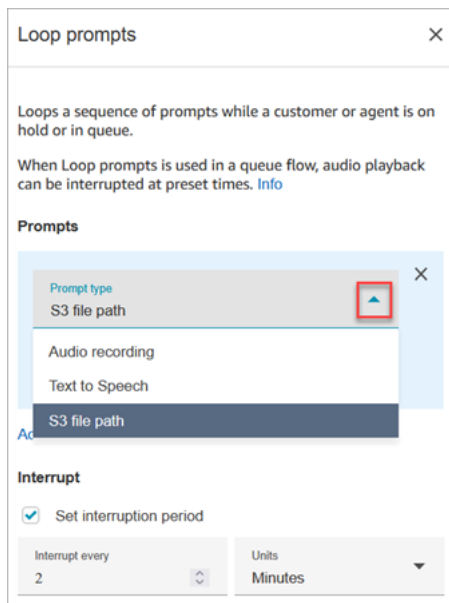 Loop prompts
Loops a sequence of prompts while a customer or agent is on
hold or in queue.
When Loop prompts is used in a queue flow, audio playback
can be interrupted at preset times. Info
Prompts
Prompt type
S3 file path
Audio recording
Text to Speech
S3 file path
Interrupt
Set interruption period
Interrupt every
2
Units
Minutes